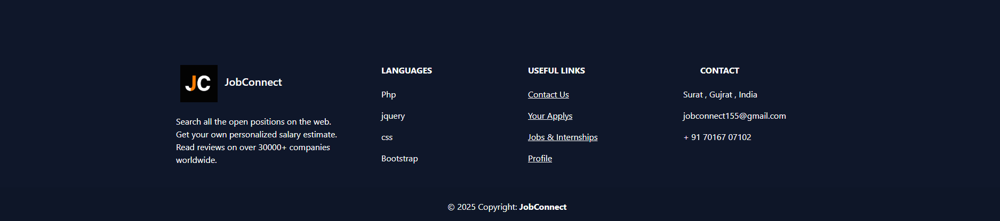 JC JobConnect
Search all the open positions on the web.
Get your own personalized salary estimate.
Read reviews on over 30000+ companies
worldwide.
LANGUAGES
Php
jquery
css
Bootstrap
USEFUL LINKS
Contact Us
Your Applys
Jobs & Internships
Profile
CONTACT
Surat , Gujrat , India
jobconnect155@gmail.com
+ 91 70167 07102
© 2025 Copyright: JobConnect